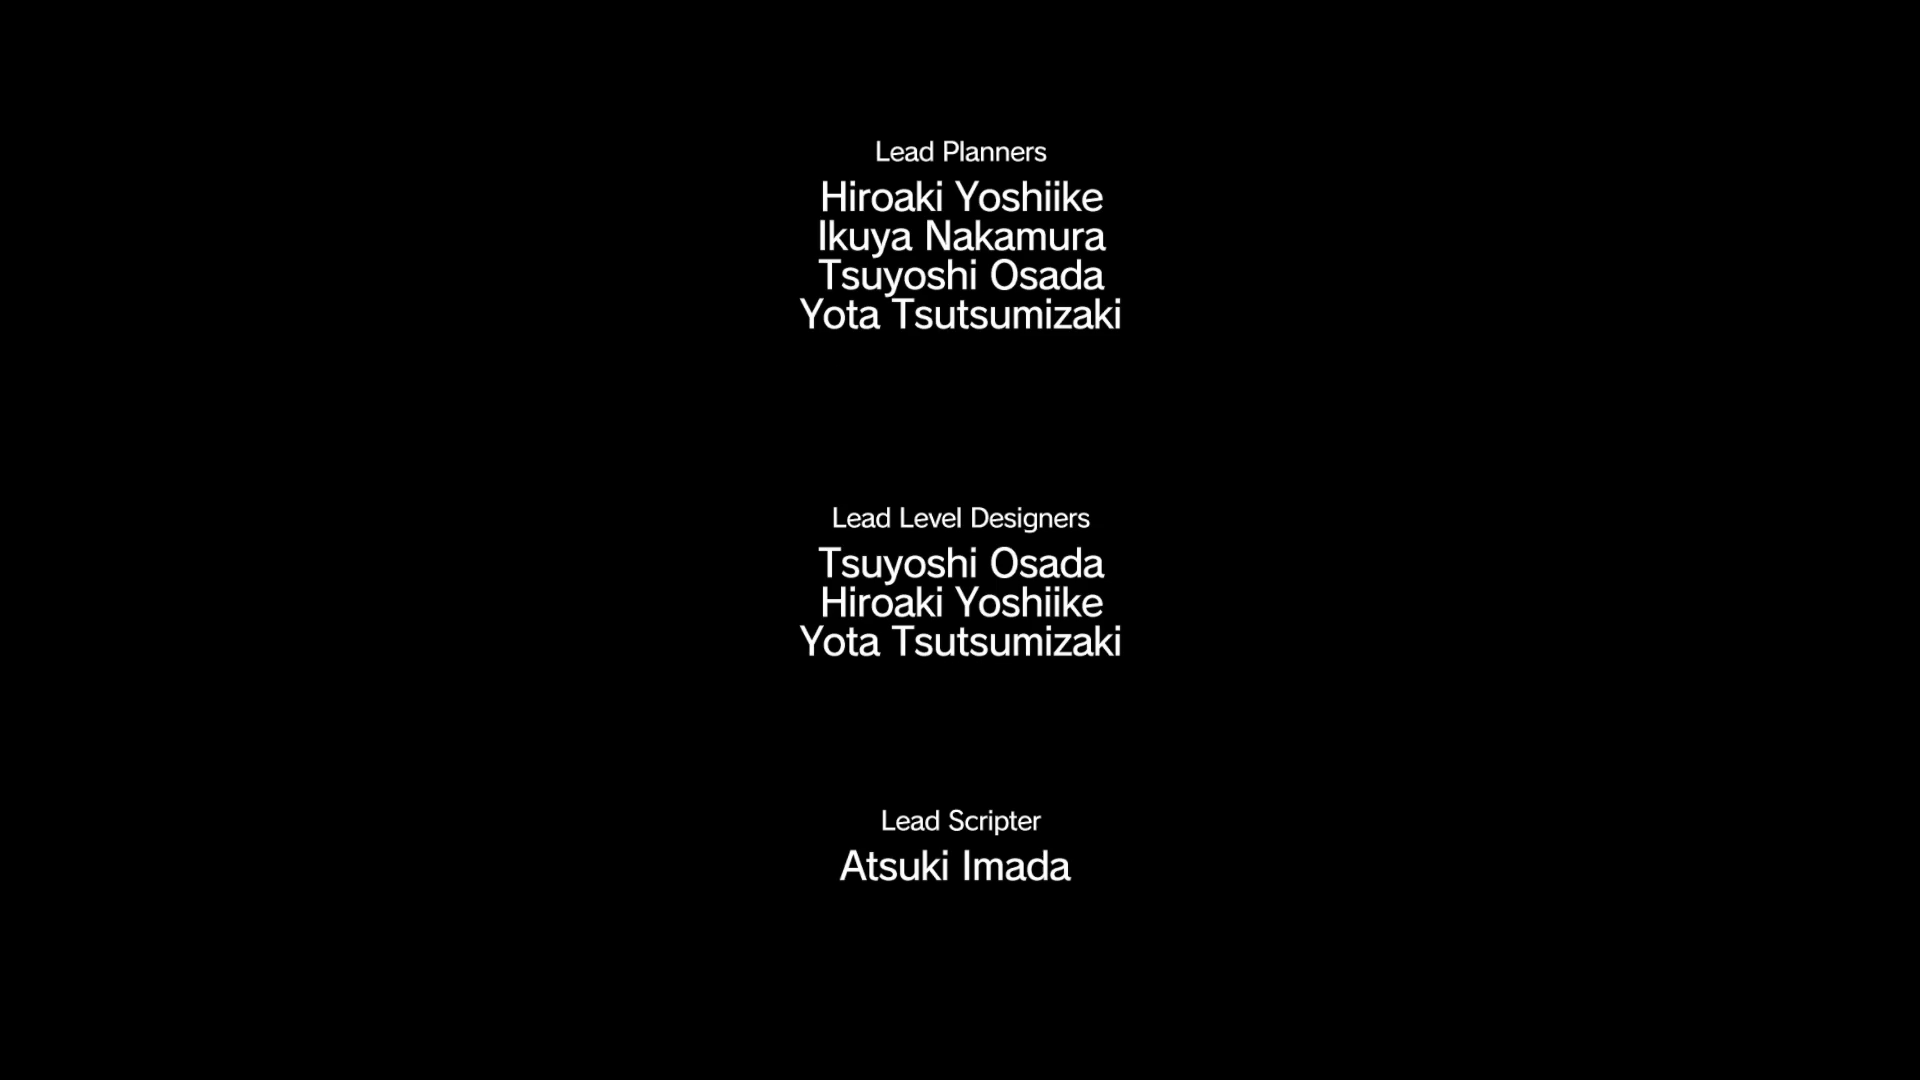 Lead Planners
Hiroaki Yoshiike
Ikuya Nakamura
Tsuyoshi Osada
Yota Tsutsumizaki
Lead Level Designers
Tsuyoshi Osada
Hiroaki Yoshiike
Yota Tsutsumizaki
Lead Scripter
Atsuki Imada